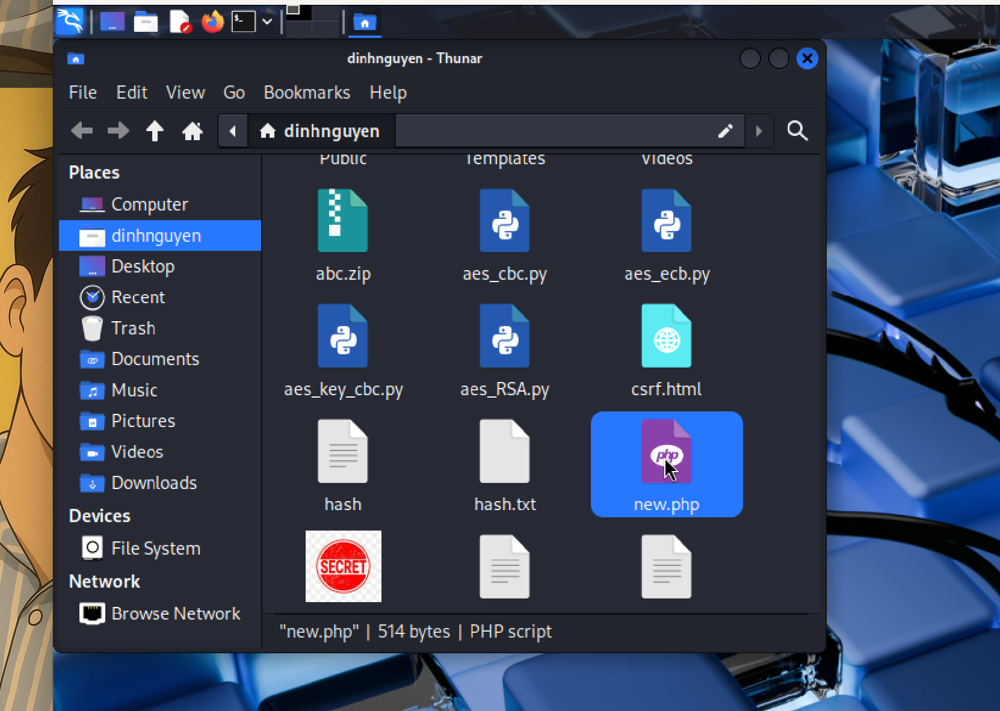 dinhnguyen - Thunar
File Edit View Go Bookmarks Help
dinhnguyen
Places
Computer
dinhnguyen
Desktop
Recent
Trash
Documents
Music
Pictures
Videos
Downloads
Devices
File System
Network
Browse Network
Public Templates Videos
abc.zip aes_cbc.py aes_ecb.py
aes_key_cbc.py aes_RSA.py csrf.html
php
hash hash.txt new.php
SECRET
"new.php" | 514 bytes | PHP script